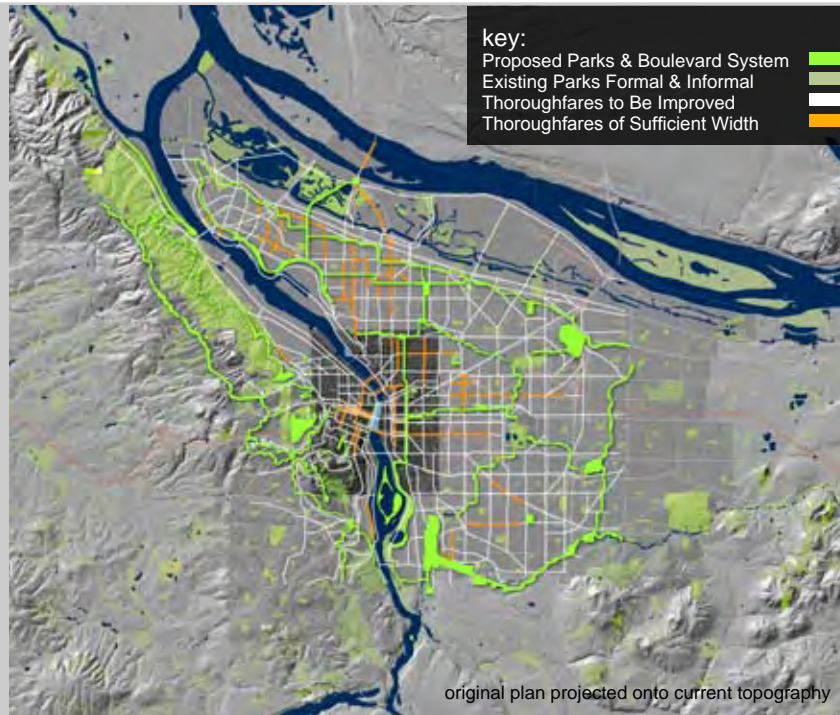 key:
Proposed Parks & Boulevard System
Existing Parks Formal & Informal
Thoroughfares to Be Improved
Thoroughfares of Sufficient Width
original plan projected onto current topography